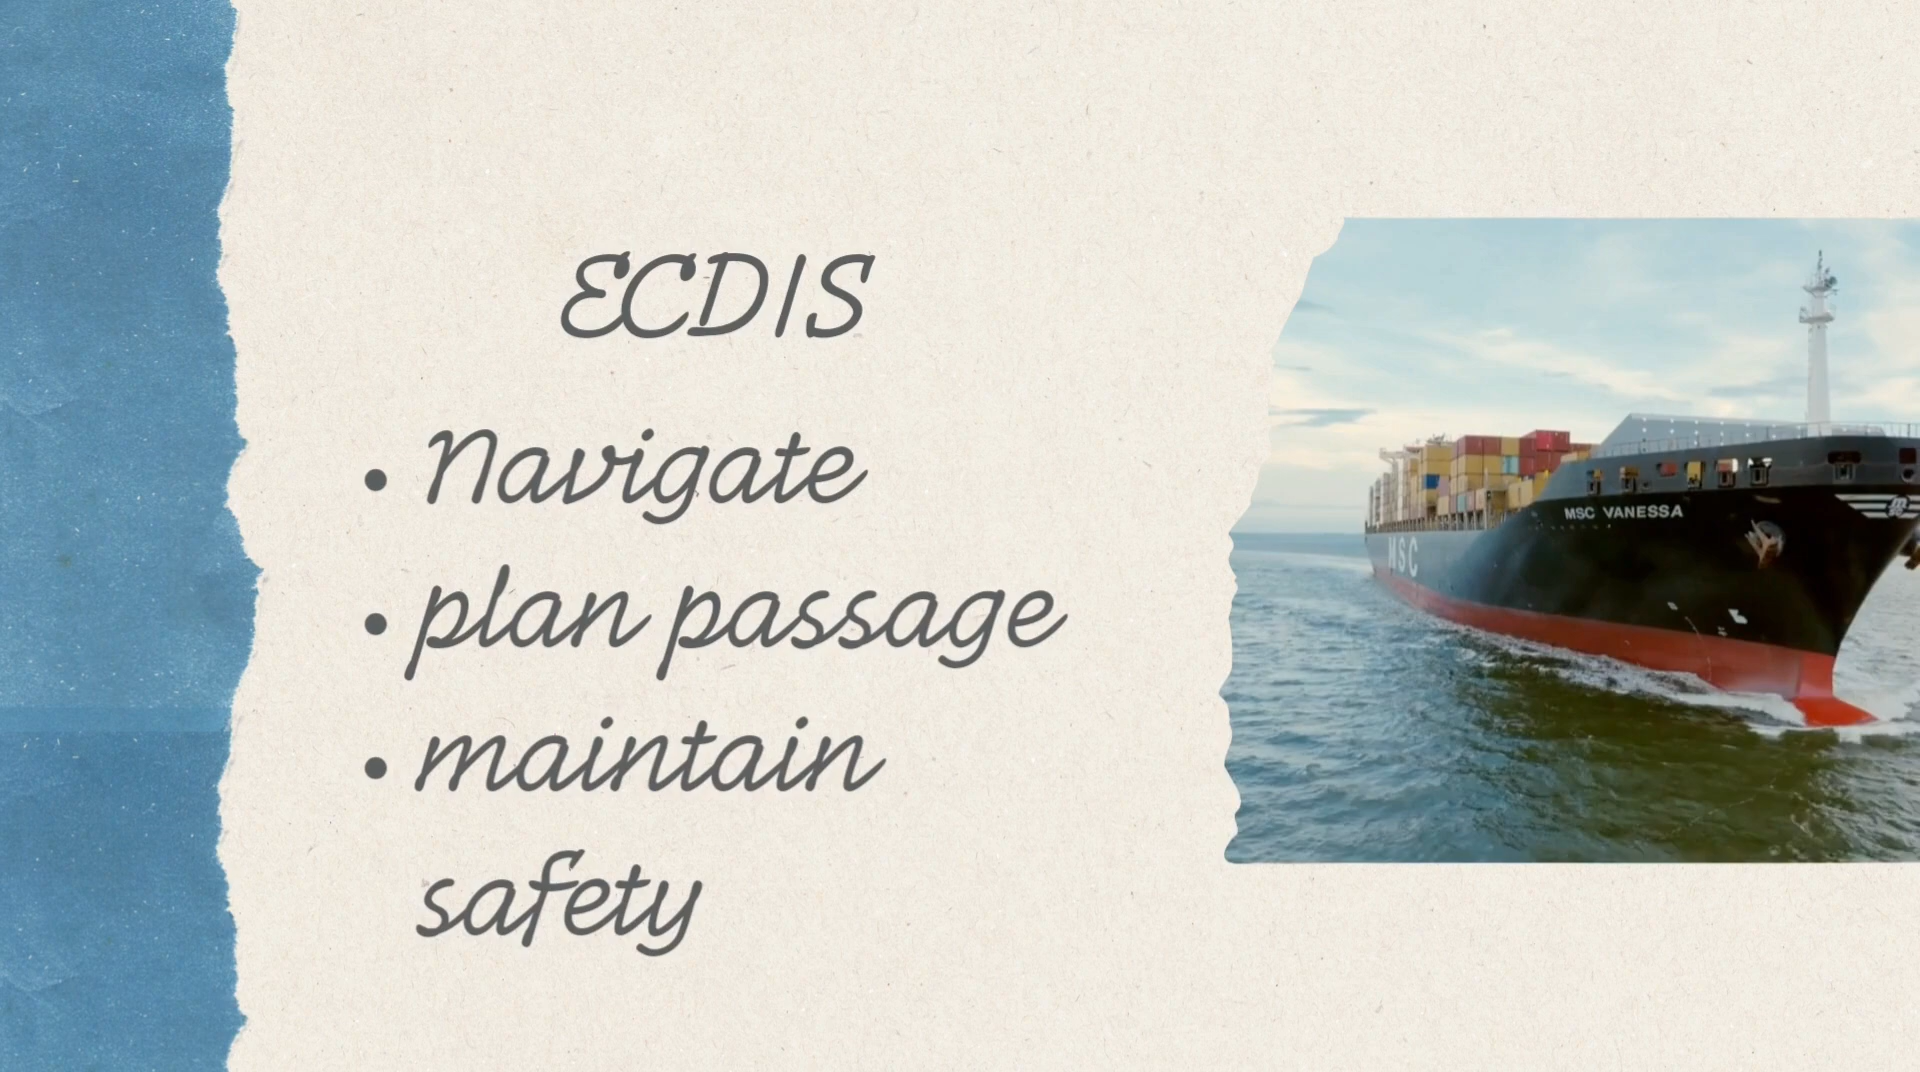 ECDIS
• Navigate
• plan passage
• maintain
safety
MSC VANESSA
MSC